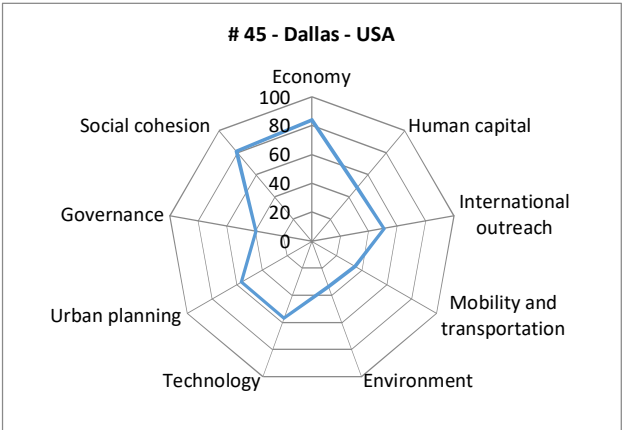 # 45 - Dallas - USA
Economy
100
80
60
40
20
0
Human capital
International
outreach
Mobility and
transportation
Environment
Technology
Urban planning
Governance
Social cohesion